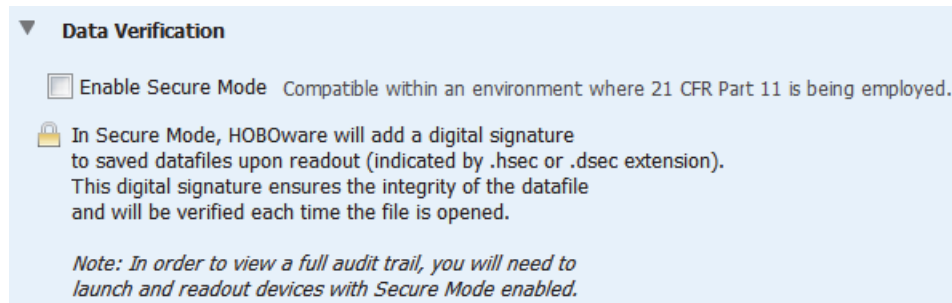 Data Verification
Enable Secure Mode Compatible within an environment where 21 CFR Part 11 is being employed.
In Secure Mode, HOBOware will add a digital signature
to saved datafiles upon readout (indicated by .hsec or .dsec extension).
This digital signature ensures the integrity of the datafile
and will be verified each time the file is opened.
Note: In order to view a full audit trail, you will need to
launch and readout devices with Secure Mode enabled.